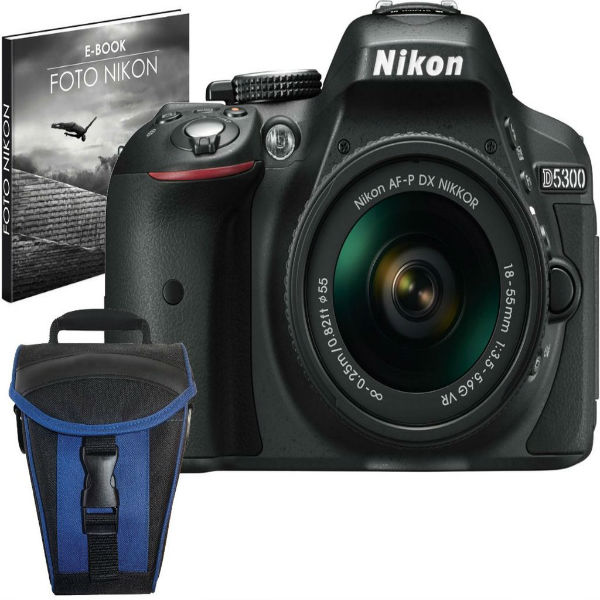 E-BOOK
FOTO NIKON
FOTO NIKON
Nikon
D5300
Nikon AF-P DX NIKKOR
18-55mm 1:3.5-5.6G VR
∞-0.25m/0.82ft ø55